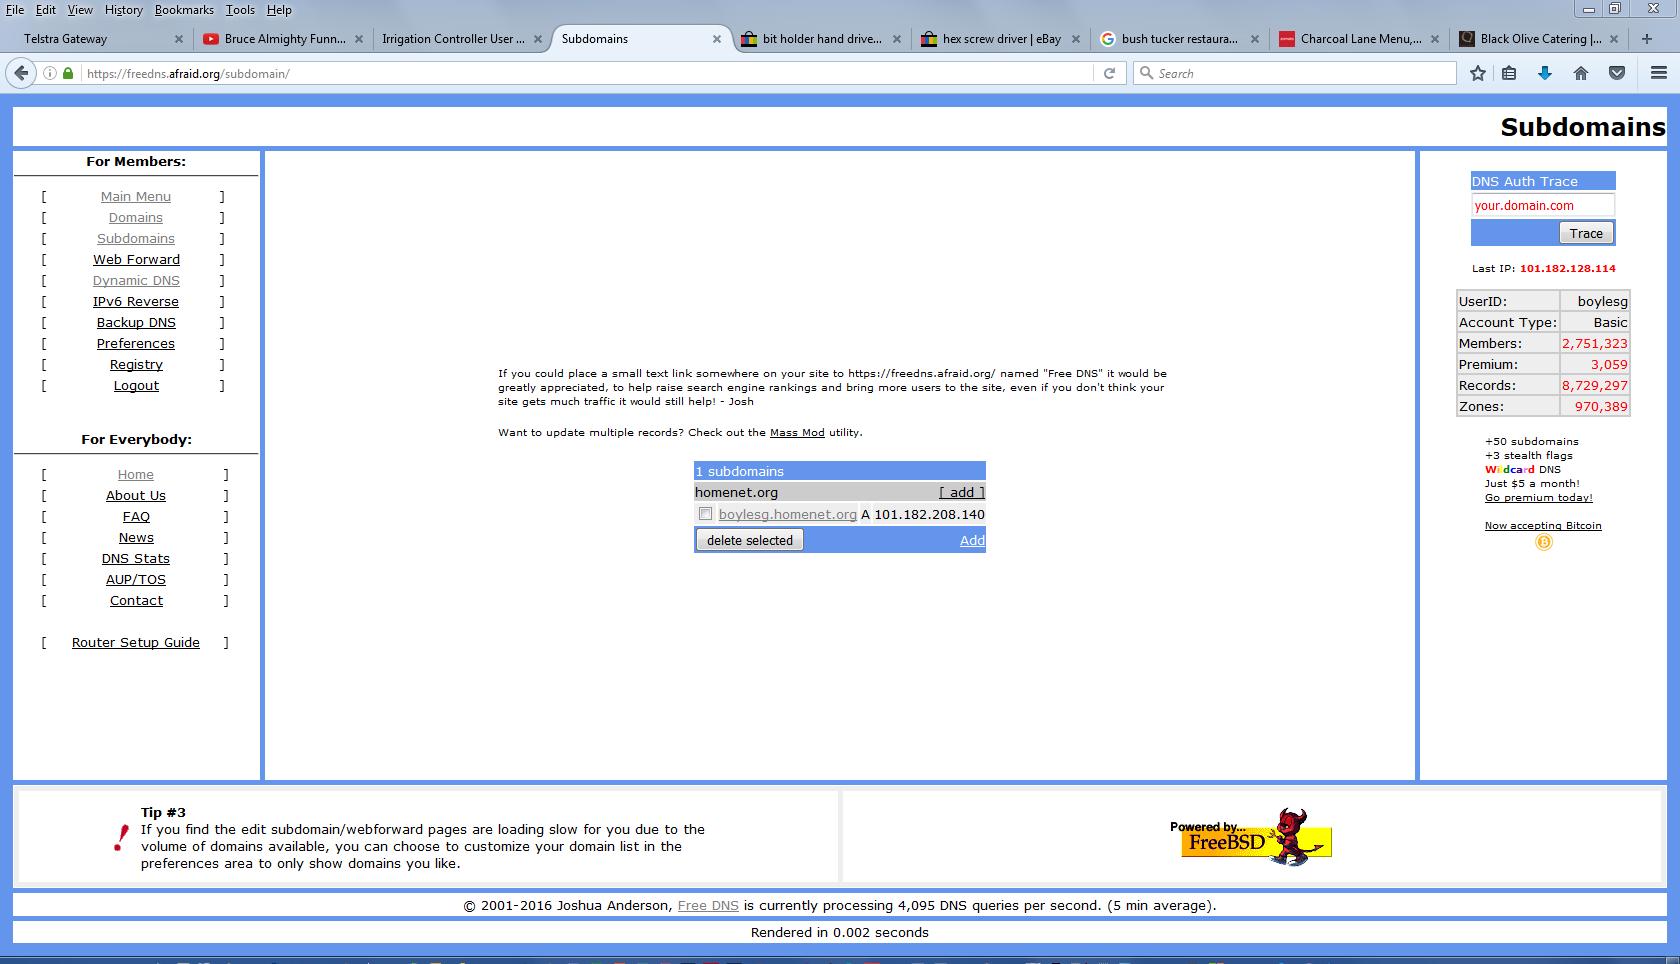 File Edit View History Bookmarks Tools Help
Telstra Gateway
Bruce Almighty Funn...
Irrigation Controller User ...
Subdomains
bit holder hand drive...
hex screw driver | eBay
bush tucker restaura...
Charcoal Lane Menu,...
Black Olive Catering |...
https://freedns.afraid.org/subdomain/
Search
Subdomains
For Members:
[ Main Menu ]
[ Domains ]
[ Subdomains ]
[ Web Forward ]
[ Dynamic DNS ]
[ IPv6 Reverse ]
[ Backup DNS ]
[ Preferences ]
[ Registry ]
[ Logout ]
For Everybody:
[ Home ]
[ About Us ]
[ FAQ ]
[ News ]
[ DNS Stats ]
[ AUP/TOS ]
[ Contact ]
[ Router Setup Guide ]
If you could place a small text link somewhere on your site to https://freedns.afraid.org/ named "Free DNS" it would be
greatly appreciated, to help raise search engine rankings and bring more users to the site, even if you don't think your
site gets much traffic it would still help! - Josh
Want to update multiple records? Check out the Mass Mod utility.
1 subdomains
homenet.org [ add ]
boylesg.homenet.org A 101.182.208.140
delete selected Add
DNS Auth Trace
your.domain.com
Trace
Last IP: 101.182.128.114
UserID: boylesg
Account Type: Basic
Members: 2,751,323
Premium: 3,059
Records: 8,729,297
Zones: 970,389
+50 subdomains
+3 stealth flags
Wildcard DNS
Just $5 a month!
Go premium today!
Now accepting Bitcoin
Tip #3
If you find the edit subdomain/webforward pages are loading slow for you due to the
volume of domains available, you can choose to customize your domain list in the
preferences area to only show domains you like.
Powered by...
FreeBSD
© 2001-2016 Joshua Anderson, Free DNS is currently processing 4,095 DNS queries per second. (5 min average).
Rendered in 0.002 seconds